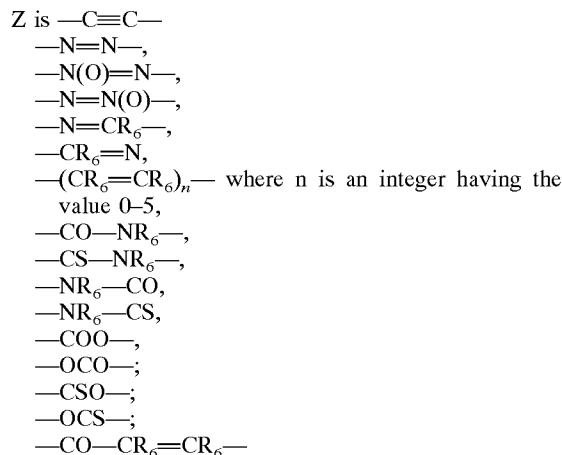 Z is —C≡C—
—N=N—,
—N(O)=N—,
—N=N(O)—,
—N=CR₆—,
—CR₆=N,
—(CR₆=CR₆)ₙ— where n is an integer having the
value 0–5,
—CO—NR₆—,
—CS—NR₆—,
—NR₆—CO,
—NR₆—CS,
—COO—,
—OCO—;
—CSO—;
—OCS—;
—CO—CR₆=CR₆—